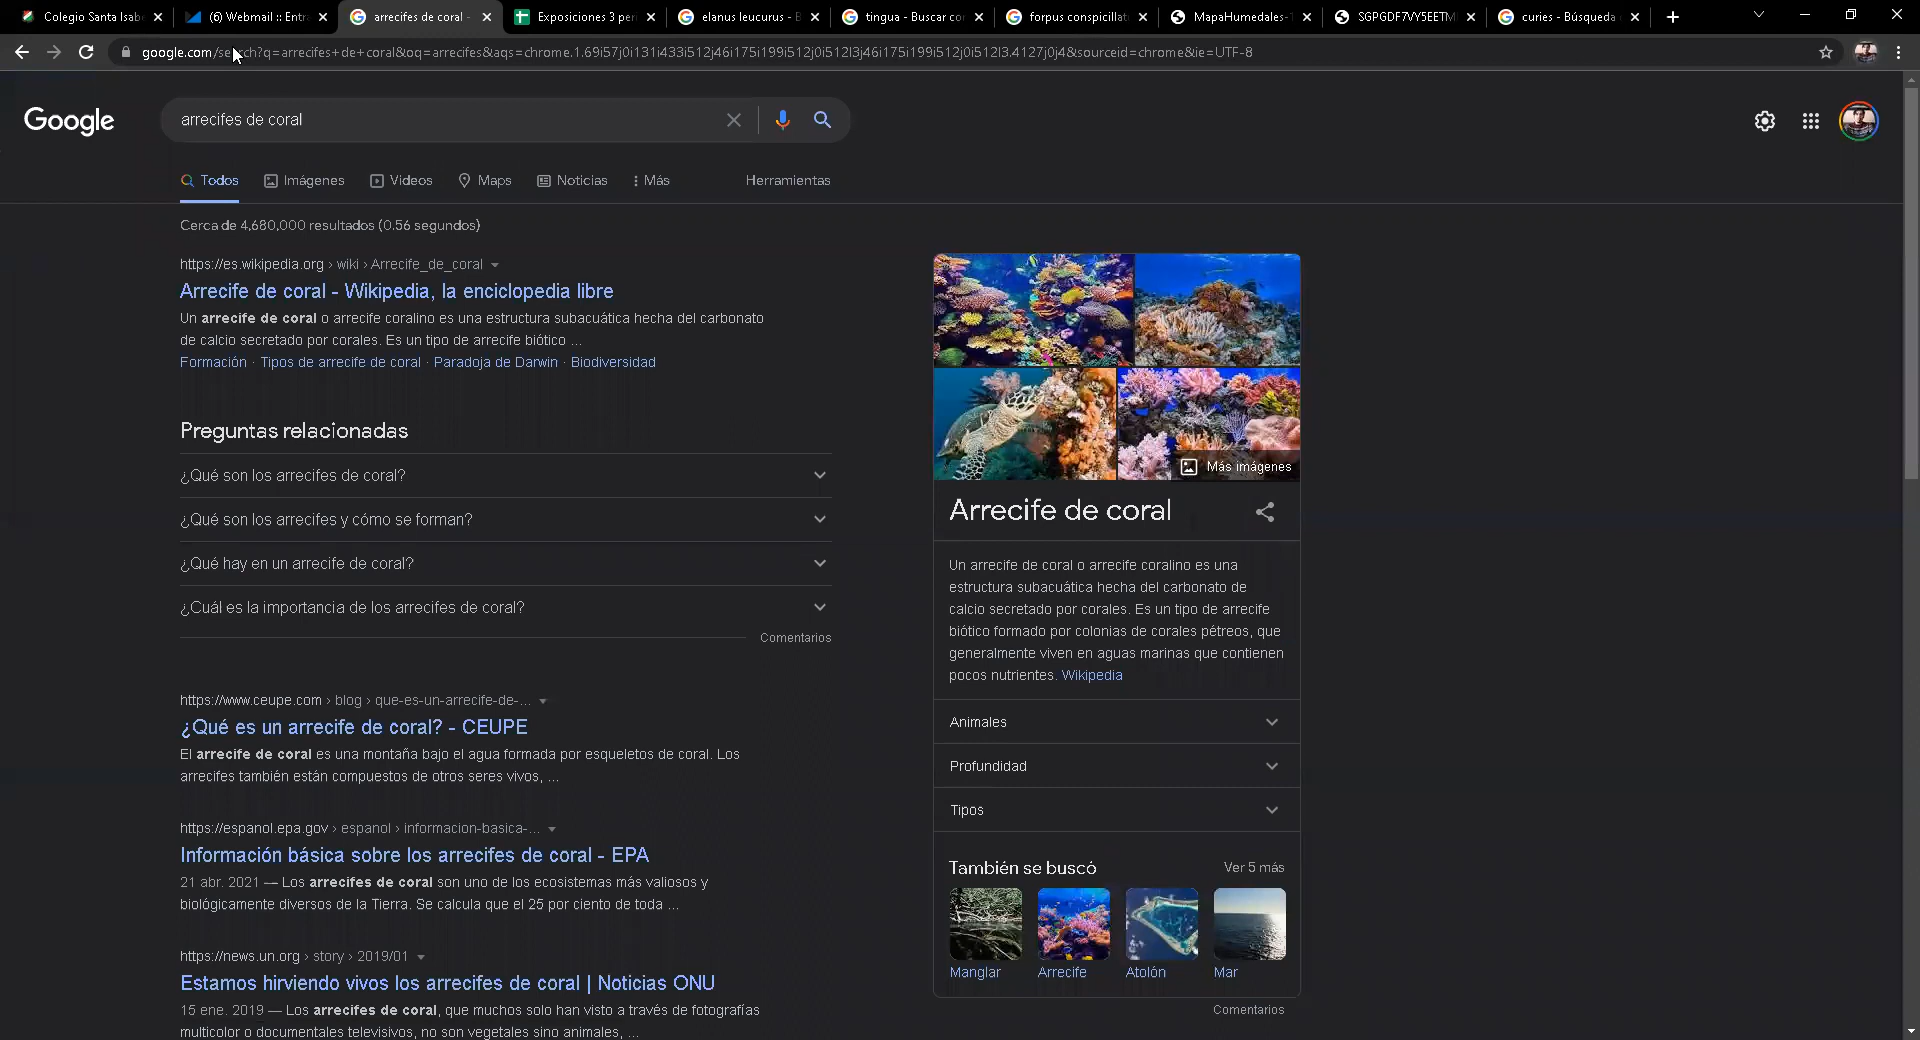 Colegio Santa Isab
(6) Webmail :: Entr
arrecifes de coral -
Exposiciones 3 per
elanus leucurus - B
tingua - Buscar con
forpus conspicillat
MapaHumedales-
SGPGDF7VY5EETM
curies - Búsqueda
google.com/search?q=arrecifes+de+coral&oq=arrecifes&aqs=chrome.1.69i57j0i131j433i512j46i175i199i512j0i512l3j46i175i199i512j0i512l3.4127j0j4&sourceid=chrome&ie=UTF-8
Google
arrecifes de coral
Todos
Imágenes
Videos
Maps
Noticias
Más
Herramientas
Cerca de 4,680,000 resultados (0.56 segundos)
https://es.wikipedia.org › wiki › Arrecife_de_coral
Arrecife de coral - Wikipedia, la enciclopedia libre
Un arrecife de coral o arrecife coralino es una estructura subacuática hecha del carbonato
de calcio secretado por corales. Es un tipo de arrecife biótico ...
Formación · Tipos de arrecife de coral · Paradoja de Darwin · Biodiversidad
Preguntas relacionadas
¿Qué son los arrecifes de coral?
¿Qué son los arrecifes y cómo se forman?
¿Qué hay en un arrecife de coral?
¿Cuál es la importancia de los arrecifes de coral?
Comentarios
https://www.ceupe.com › blog › que-es-un-arrecife-de-...
¿Qué es un arrecife de coral? - CEUPE
El arrecife de coral es una montaña bajo el agua formada por esqueletos de coral. Los
arrecifes también están compuestos de otros seres vivos, ...
https://espanol.epa.gov › espanol › informacion-basica-...
Información básica sobre los arrecifes de coral - EPA
21 abr. 2021 — Los arrecifes de coral son uno de los ecosistemas más valiosos y
biológicamente diversos de la Tierra. Se calcula que el 25 por ciento de toda ...
https://news.un.org › story › 2019/01
Estamos hirviendo vivos los arrecifes de coral | Noticias ONU
15 ene. 2019 — Los arrecifes de coral, que muchos solo han visto a través de fotografías
multicolor o documentales televisivos, no son vegetales sino animales, ...
Más imágenes
Arrecife de coral
Un arrecife de coral o arrecife coralino es una
estructura subacuática hecha del carbonato de
calcio secretado por corales. Es un tipo de arrecife
biótico formado por colonias de corales pétreos, que
generalmente viven en aguas marinas que contienen
pocos nutrientes. Wikipedia
Animales
Profundidad
Tipos
También se buscó
Ver 5 más
Manglar
Arrecife
Atolón
Mar
Comentarios